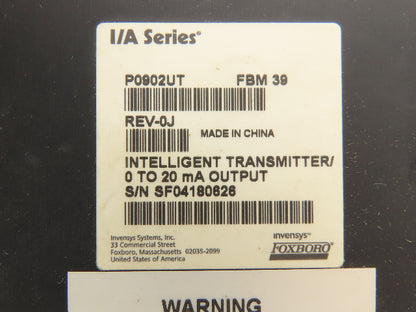 I/A Series®
P0902UT FBM 39
REV-0J
MADE IN CHINA
INTELLIGENT TRANSMITTER/
0 TO 20 mA OUTPUT
S/N SF04180626
Invensys Systems, Inc.
33 Commercial Street
Foxboro, Massachusetts 02035-2099
United States of America
invensys™
FOXBORO®
WARNING